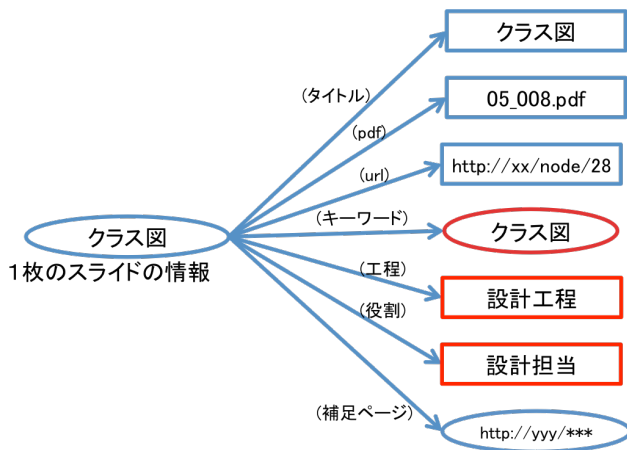 クラス図
(タイトル)
05_008.pdf
(pdf)
http://xx/node/28
(url)
(キーワード)
クラス図
クラス図
1枚のスライドの情報
(工程)
設計工程
(役割)
設計担当
(補足ページ)
http://yyy/***